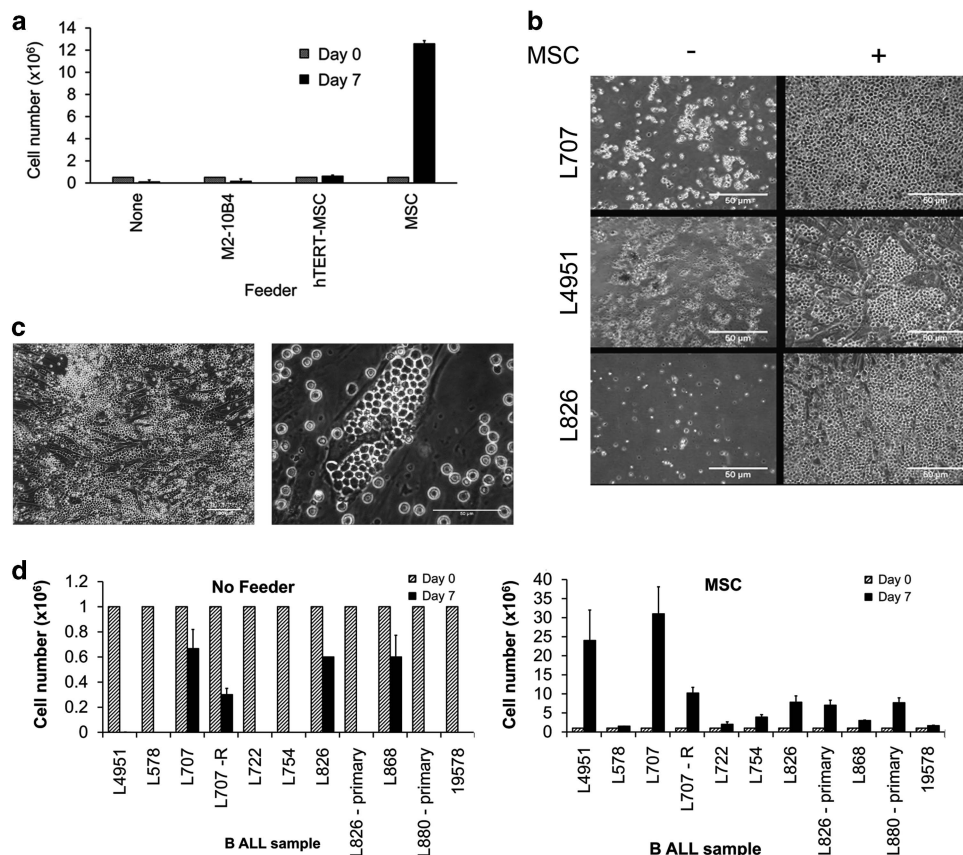 a
14
12
10
8
6
4
2
0
Cell number (x10⁶)
Day 0
Day 7
None
M2-10B4
hTERT-MSC
MSC
Feeder
b
MSC - +
L707
50 µm
50 µm
L4951
50 µm
50 µm
L826
50 µm
50 µm
c
50 µm
d
No Feeder
Day 0
Day 7
1.2
1
0.8
0.6
0.4
0.2
0
Cell number (x10⁶)
L4951
L578
L707
L707 -R
L722
L754
L826
L826 - primary
L868
L880 - primary
19578
B ALL sample
MSC
Day 0
Day 7
40
35
30
25
20
15
10
5
0
Cell number (x10⁶)
L4951
L578
L707
L707 - R
L722
L754
L826
L826 - primary
L868
L880 - primary
19578
B ALL sample